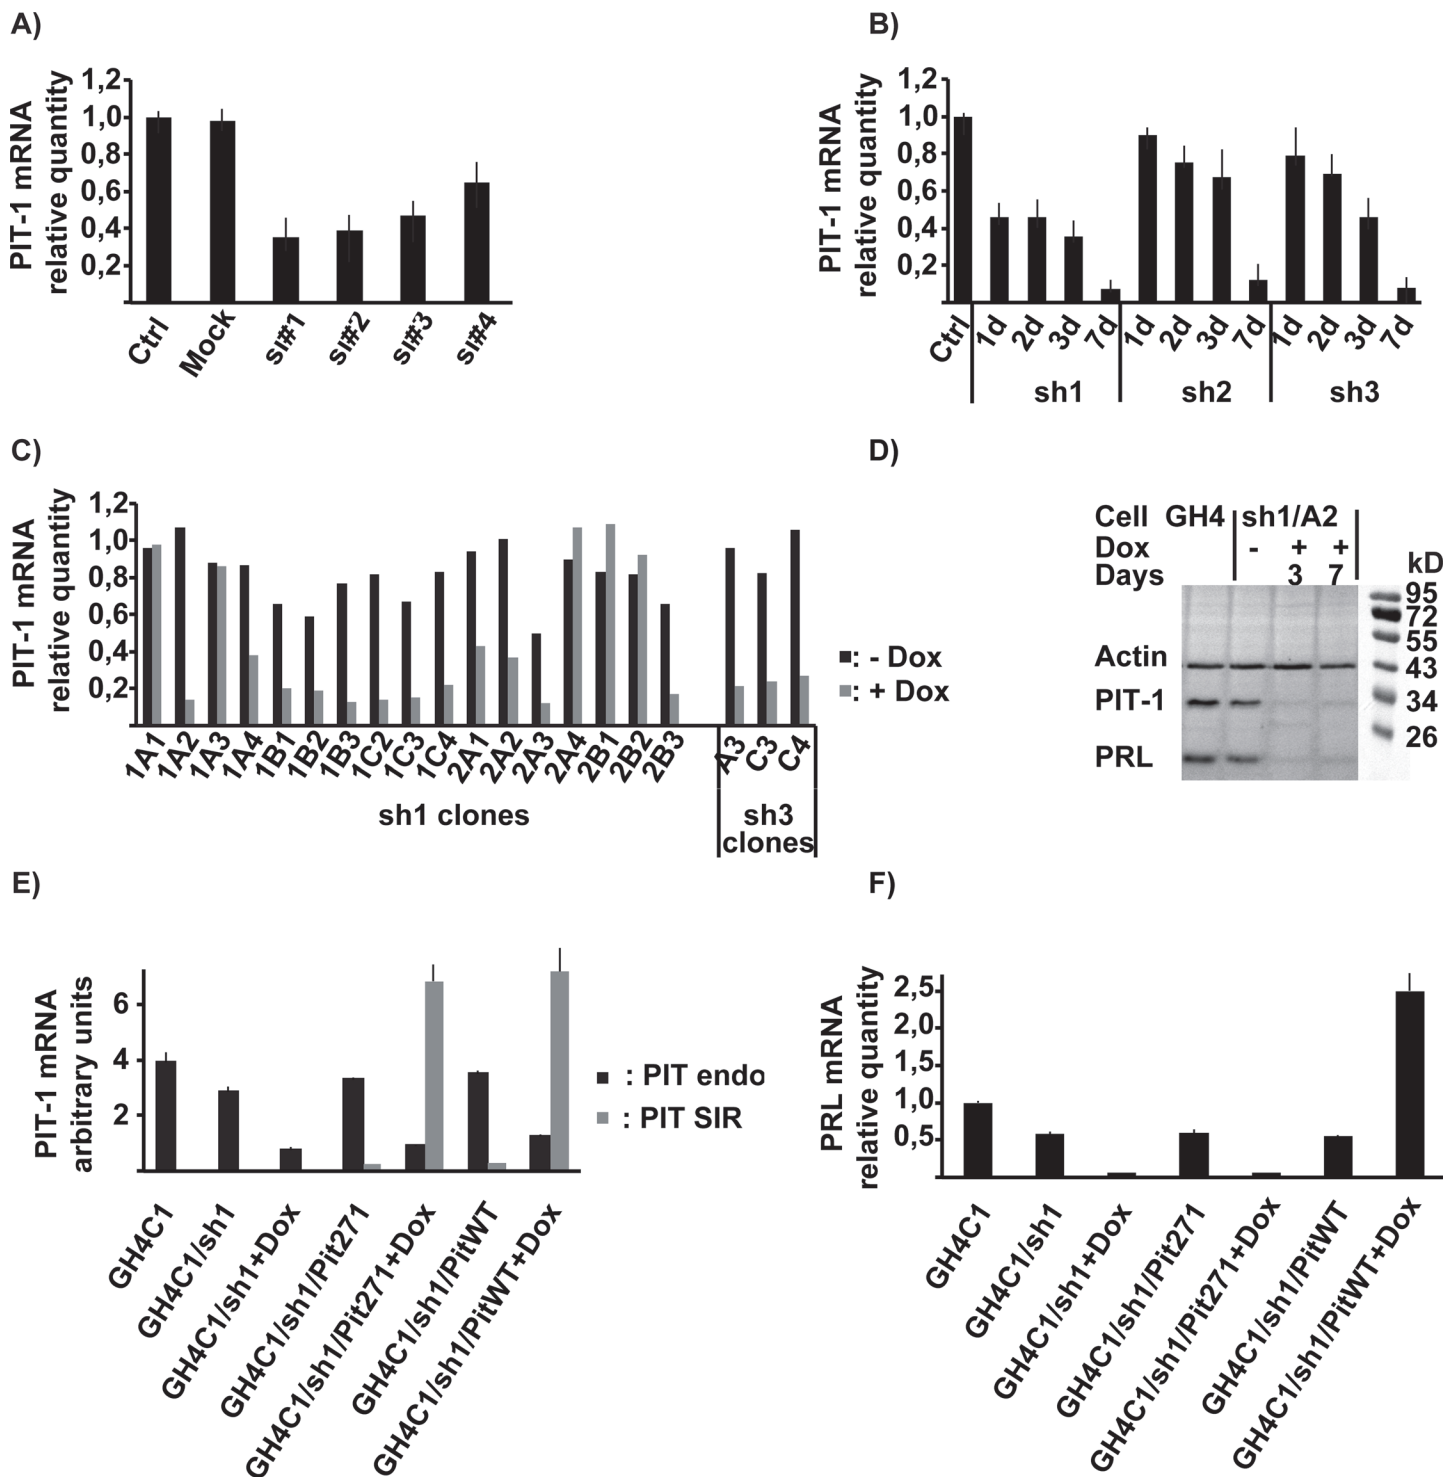 A)
PIT-1 mRNA
relative quantity
1,2
1,0
0,8
0,6
0,4
0,2
Ctrl
Mock
si#1
si#2
si#3
si#4
B)
PIT-1 mRNA
relative quantity
1,2
1,0
0,8
0,6
0,4
0,2
Ctrl
1d
2d
3d
7d
1d
2d
3d
7d
1d
2d
3d
7d
sh1
sh2
sh3
C)
PIT-1 mRNA
relative quantity
1,2
1,0
0,8
0,6
0,4
0,2
1A1
1A2
1A3
1A4
1B1
1B2
1B3
1C2
1C3
1C4
2A1
2A2
2A3
2A4
2B1
2B2
2B3
A3
C3
C4
sh1 clones
sh3
clones
: - Dox
: + Dox
D)
Cell GH4 sh1/A2
Dox - + +
Days 3 7
kD
95
72
55
43
34
26
Actin
PIT-1
PRL
E)
PIT-1 mRNA
arbitrary units
6
4
2
: PIT endo
: PIT SIR
GH4C1
GH4C1/sh1
GH4C1/sh1+Dox
GH4C1/sh1/Pit271
GH4C1/sh1/Pit271+Dox
GH4C1/sh1/PitWT
GH4C1/sh1/PitWT+Dox
F)
PRL mRNA
relative quantity
2,5
2,0
1,5
1,0
0,5
GH4C1
GH4C1/sh1
GH4C1/sh1+Dox
GH4C1/sh1/Pit271
GH4C1/sh1/Pit271+Dox
GH4C1/sh1/PitWT
GH4C1/sh1/PitWT+Dox